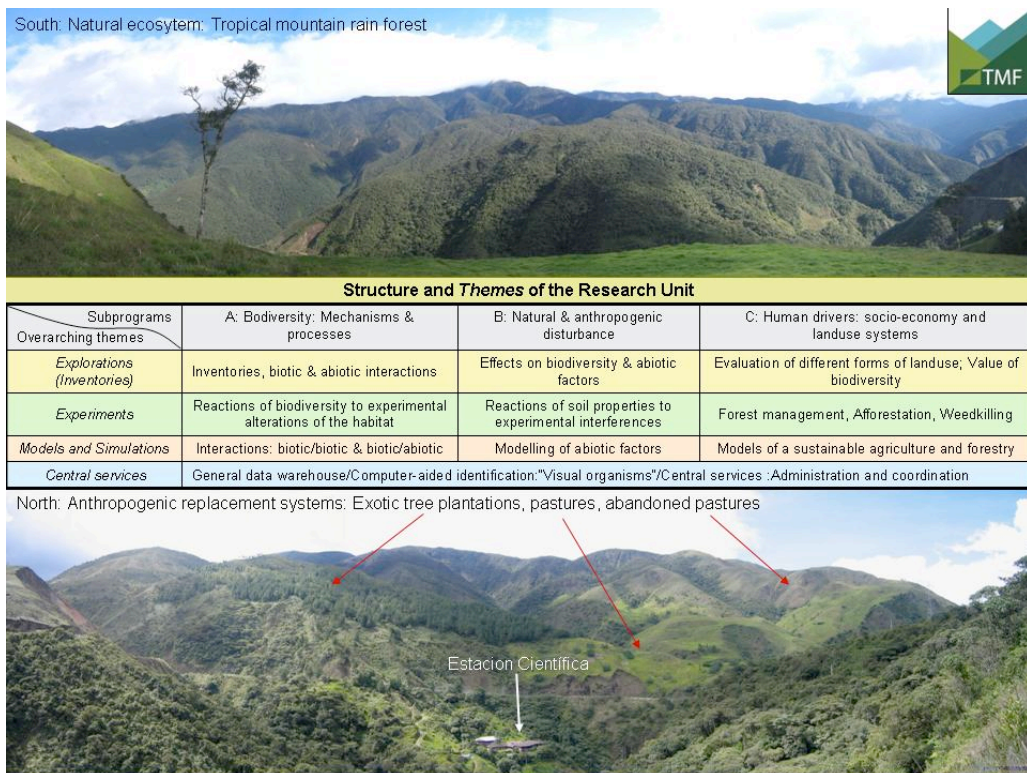 South: Natural ecosytem: Tropical mountain rain forest
TMF
Structure and Themes of the Research Unit
Subprograms
Overarching themes
A: Biodiversity: Mechanisms &
processes
B: Natural & anthropogenic
disturbance
C: Human drivers: socio-economy and
landuse systems
Explorations
(Inventories)
Inventories, biotic & abiotic interactions
Effects on biodiversity & abiotic
factors
Evaluation of different forms of landuse; Value of
biodiversity
Experiments
Reactions of biodiversity to experimental
alterations of the habitat
Reactions of soil properties to
experimental interferences
Forest management, Afforestation, Weedkilling
Models and Simulations
Interactions: biotic/biotic & biotic/abiotic
Modelling of abiotic factors
Models of a sustainable agriculture and forestry
Central services
General data warehouse/Computer-aided identification:"Visual organisms"/Central services :Administration and coordination
North: Anthropogenic replacement systems: Exotic tree plantations, pastures, abandoned pastures
Estacion Científica